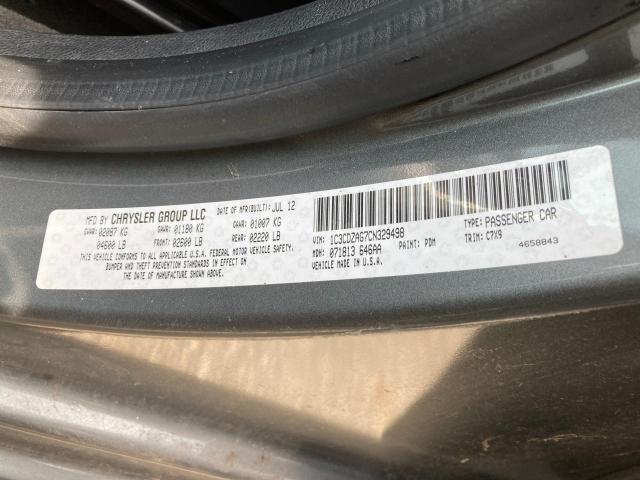 MFD BY CHRYSLER GROUP LLC
DATE OF MFR(BUILT): JUL 12
GVWR: 02087 KG GAWR: 01180 KG GAWR: 01007 KG
04600 LB FRONT: 02600 LB REAR: 02220 LB
THIS VEHICLE CONFORMS TO ALL APPLICABLE U.S.A. FEDERAL MOTOR VEHICLE SAFETY,
BUMPER AND THEFT PREVENTION STANDARDS IN EFFECT ON
THE DATE OF MANUFACTURE SHOWN ABOVE.
VIN: 1C3CDZAG7CN329498 TYPE: PASSENGER CAR
MDH: 071813 646AA PAINT: PDM TRIM: C7X9
VEHICLE MADE IN U.S.A. 4658843